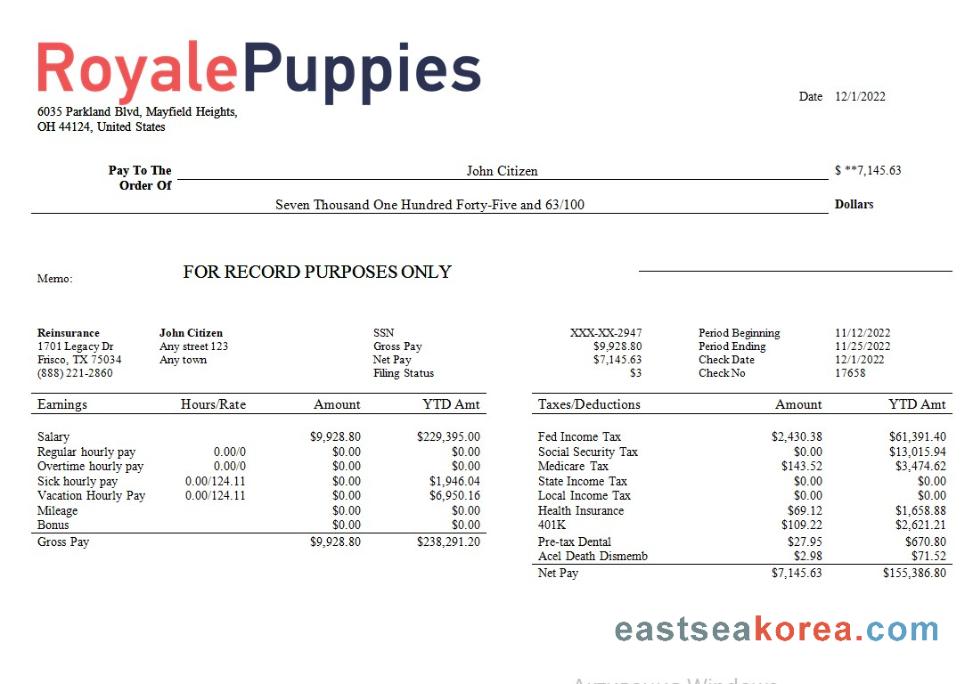 RoyalePuppies
6035 Parkland Blvd, Mayfield Heights,
OH 44124, United States
Date 12/1/2022
Pay To The John Citizen $ **7,145.63
Order Of
Seven Thousand One Hundred Forty-Five and 63/100 Dollars
Memo: FOR RECORD PURPOSES ONLY
Reinsurance John Citizen SSN XXX-XX-2947 Period Beginning 11/12/2022
1701 Legacy Dr Any street 123 Gross Pay $9,928.80 Period Ending 11/25/2022
Frisco, TX 75034 Any town Net Pay $7,145.63 Check Date 12/1/2022
(888) 221-2860 Filing Status $3 Check No 17658
Earnings Hours/Rate Amount YTD Amt Taxes/Deductions Amount YTD Amt
Salary $9,928.80 $229,395.00 Fed Income Tax $2,430.38 $61,391.40
Regular hourly pay 0.00/0 $0.00 $0.00 Social Security Tax $0.00 $13,015.94
Overtime hourly pay 0.00/0 $0.00 $0.00 Medicare Tax $143.52 $3,474.62
Sick hourly pay 0.00/124.11 $0.00 $1,946.04 State Income Tax $0.00 $0.00
Vacation Hourly Pay 0.00/124.11 $0.00 $6,950.16 Local Income Tax $0.00 $0.00
Mileage $0.00 $0.00 Health Insurance $69.12 $1,658.88
Bonus $0.00 $0.00 401K $109.22 $2,621.21
Gross Pay $9,928.80 $238,291.20 Pre-tax Dental $27.95 $670.80
Acel Death Dismemb $2.98 $71.52
Net Pay $7,145.63 $155,386.80
eastseakorea.com